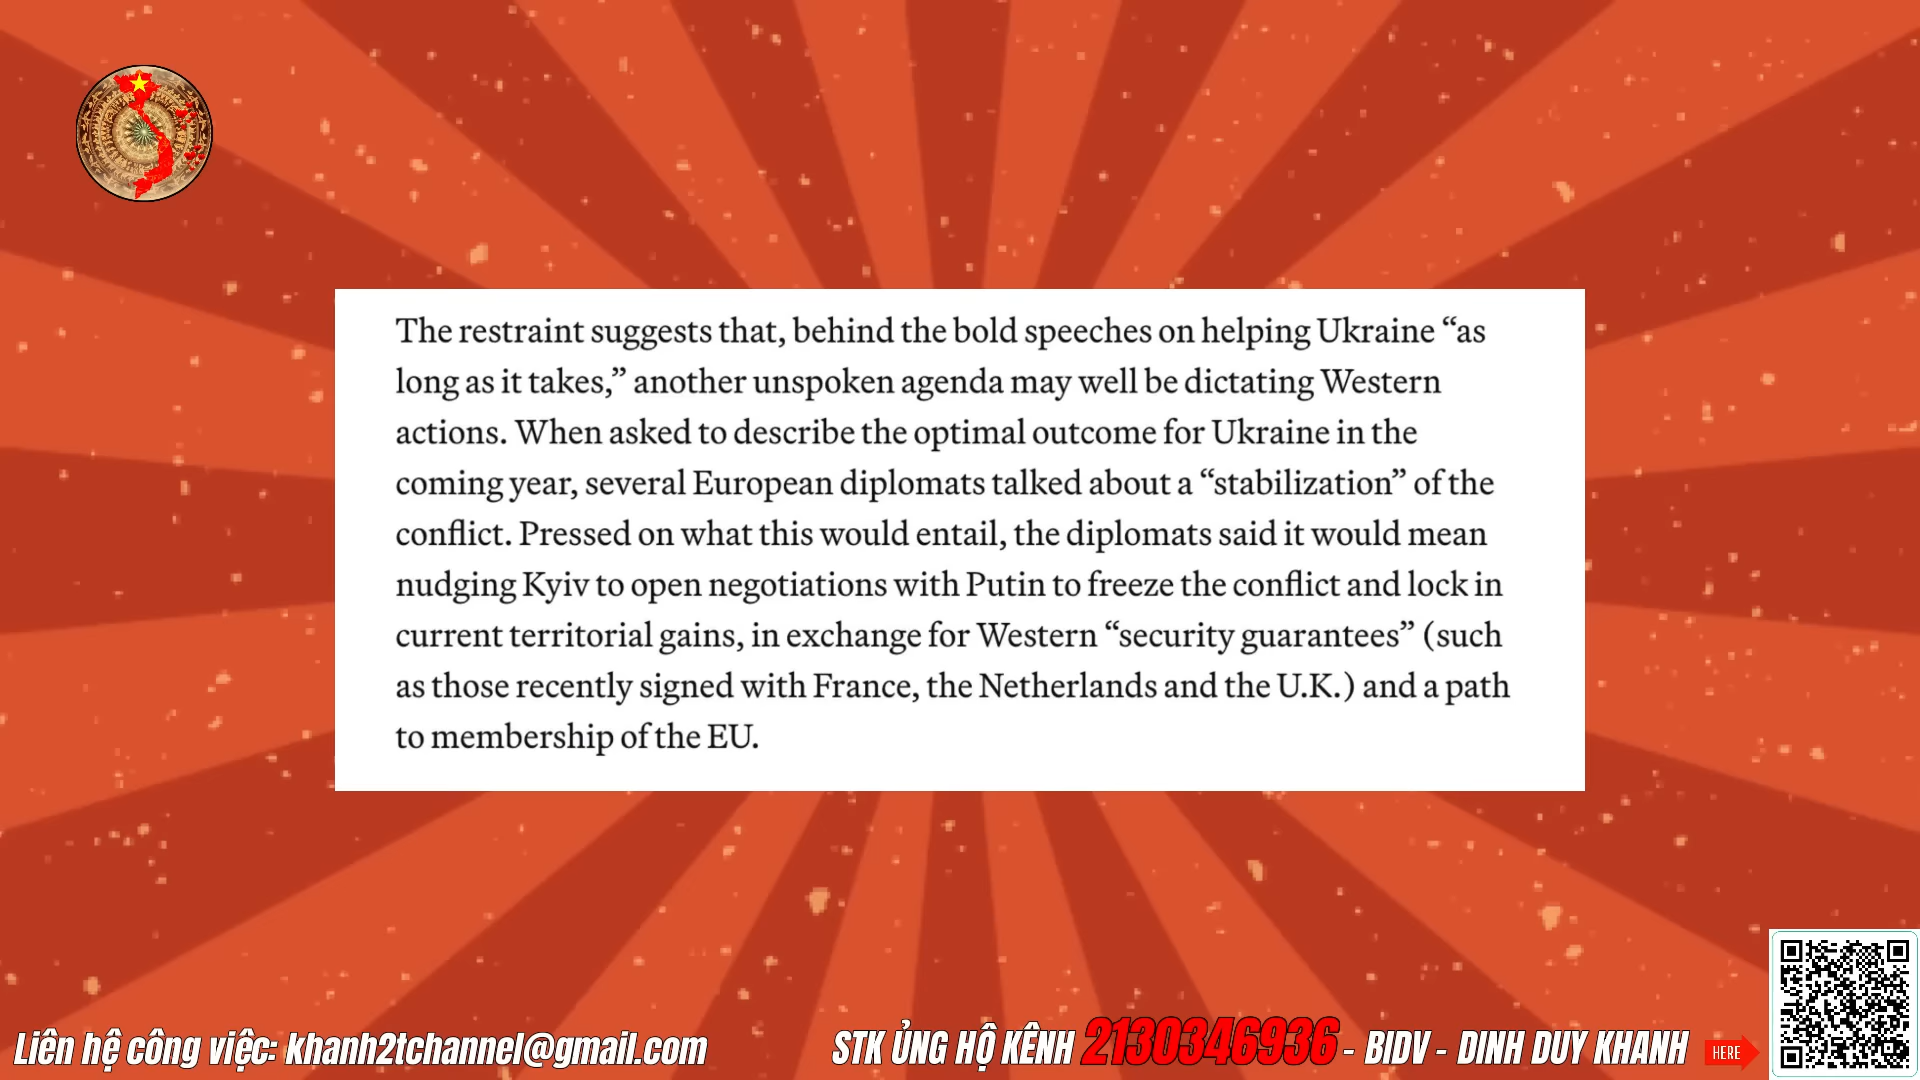 The restraint suggests that, behind the bold speeches on helping Ukraine “as
long as it takes,” another unspoken agenda may well be dictating Western
actions. When asked to describe the optimal outcome for Ukraine in the
coming year, several European diplomats talked about a “stabilization” of the
conflict. Pressed on what this would entail, the diplomats said it would mean
nudging Kyiv to open negotiations with Putin to freeze the conflict and lock in
current territorial gains, in exchange for Western “security guarantees” (such
as those recently signed with France, the Netherlands and the U.K.) and a path
to membership of the EU.
Liên hệ công việc: khanh2tchannel@gmail.com
STK ỦNG HỘ KÊNH 2130346936 - BIDV - DINH DUY KHANH
HERE